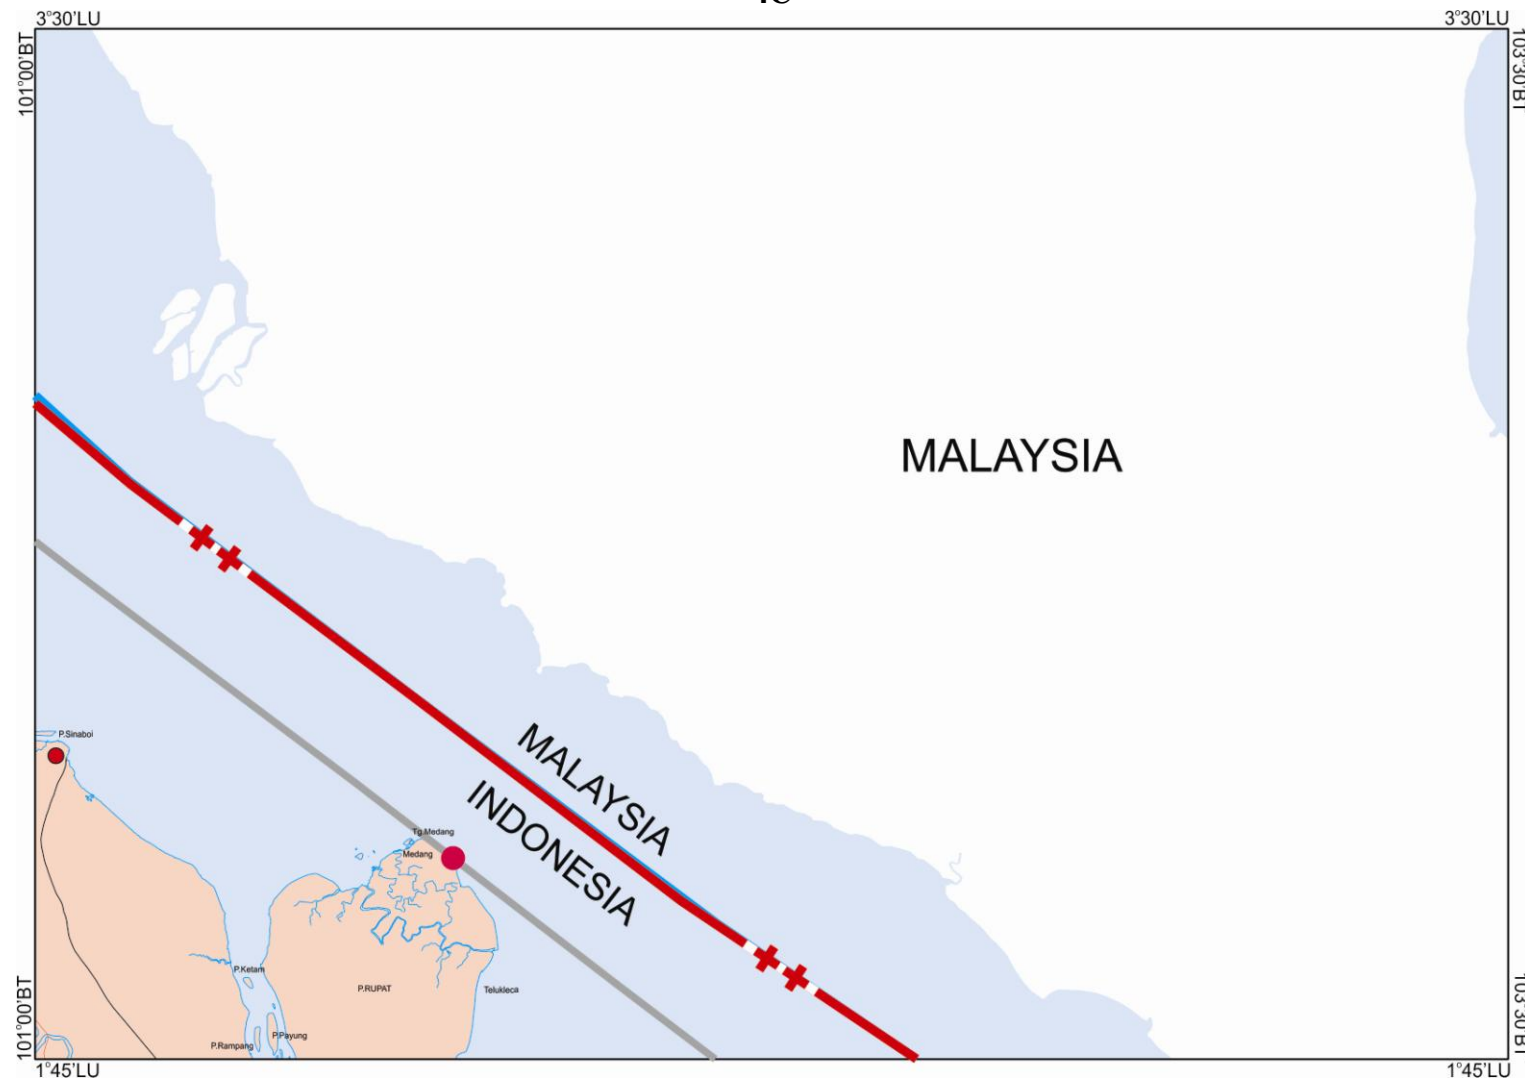 3°30'LU
3°30'LU
101°00'BT
103°30'BT
MALAYSIA
MALAYSIA
INDONESIA
P.Sinaboi
Tg.Medang
Medang
P.Ketam
P.RUPAT
Telukleca
P.Payung
P.Rampang
101°00'BT
103°30'BT
1°45'LU
1°45'LU